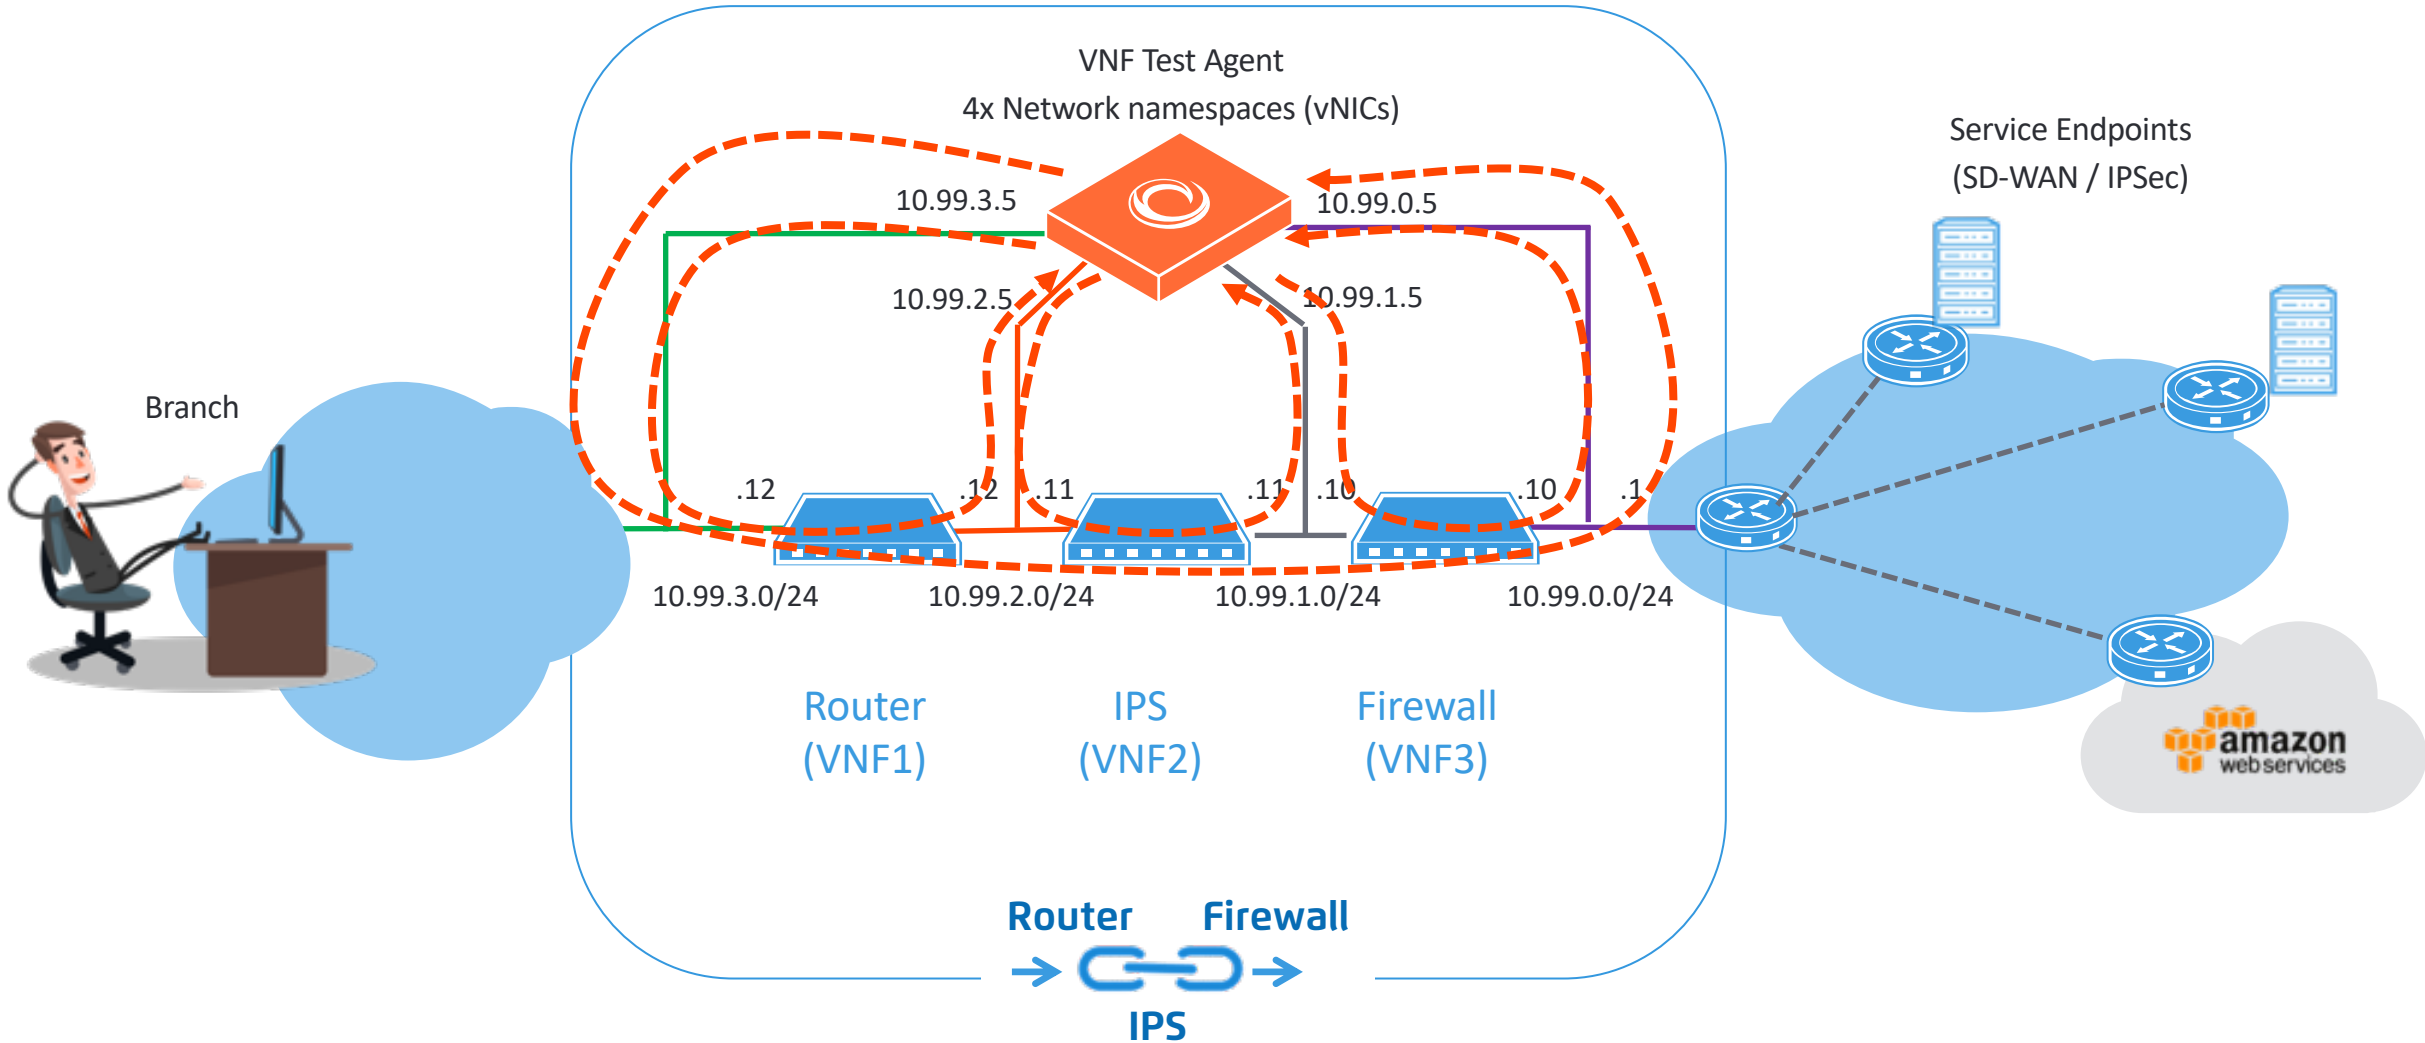 VNF Test Agent
4x Network namespaces (vNICs)
Service Endpoints
(SD-WAN / IPSec)
10.99.3.5
10.99.0.5
10.99.2.5
10.99.1.5
Branch
.12
.12
.11
.11
.10
.10
.1
10.99.3.0/24
10.99.2.0/24
10.99.1.0/24
10.99.0.0/24
Router
(VNF1)
IPS
(VNF2)
Firewall
(VNF3)
amazon
webservices
Router
Firewall
IPS